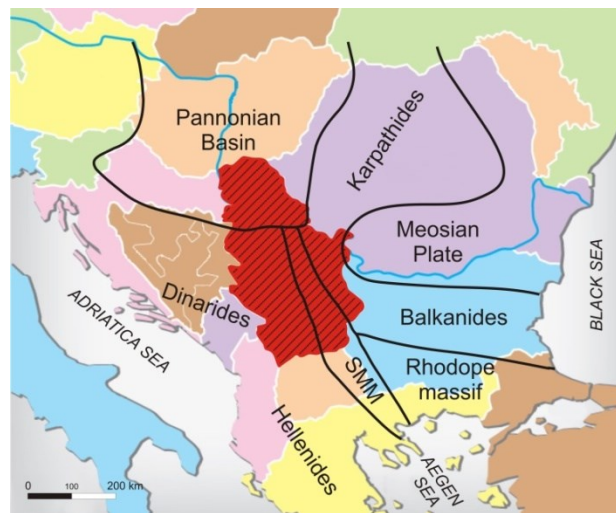 Pannonian
Basin
Karpathides
Meosian
Plate
BLACK SEA
Dinarides
ADRIATICA SEA
Balkanides
SMM
Rhodope
massif
Hellenides
AEGEN
SEA
0 100 200 km